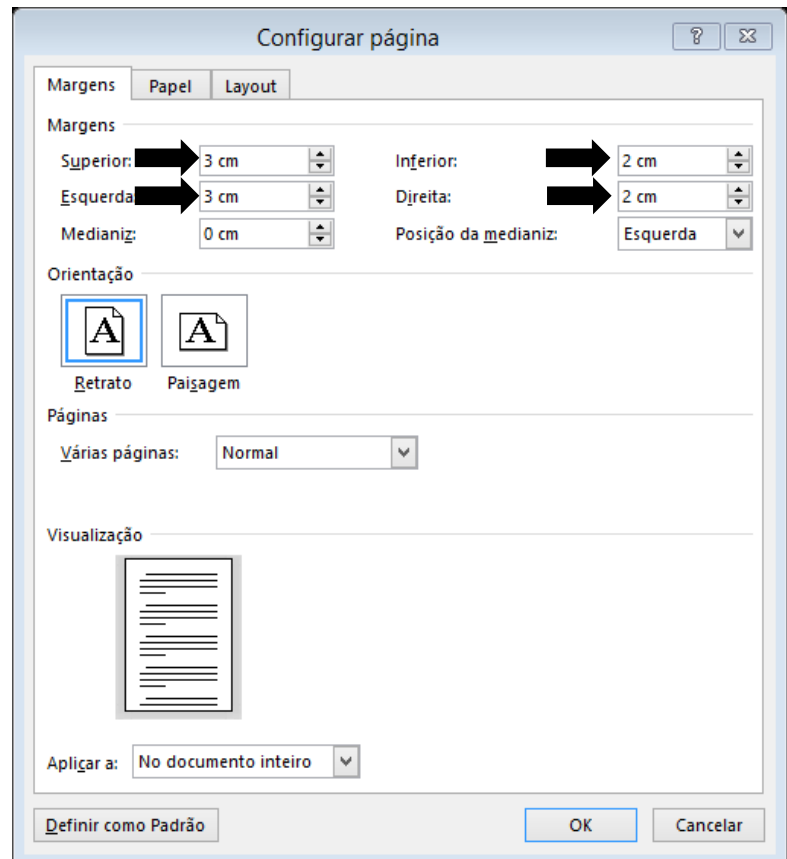 Configurar página
Margens Papel Layout
Margens
Superior: 3 cm Inferior: 2 cm
Esquerda 3 cm Direita: 2 cm
Medianiz: 0 cm Posição da medianiz: Esquerda
Orientação
A A
Retrato Paisagem
Páginas
Várias páginas: Normal
Visualização
Aplicar a: No documento inteiro
Definir como Padrão OK Cancelar